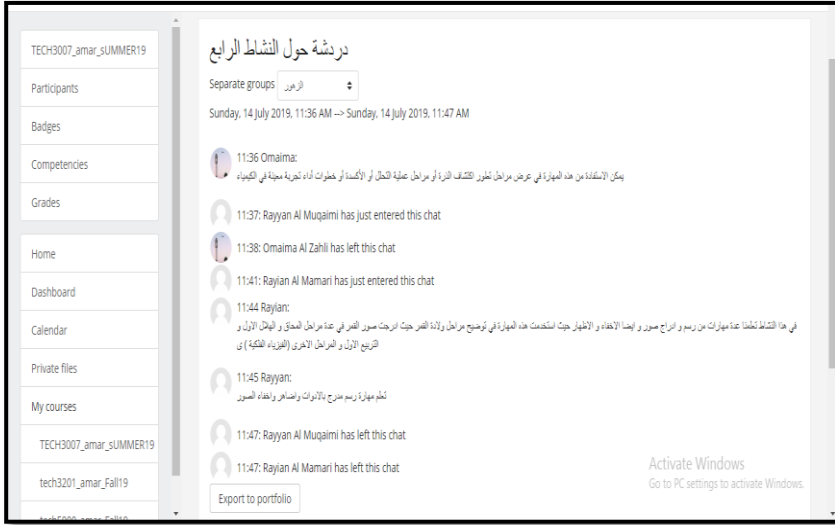 TECH3007_amar_sUMMER19
Participants
Badges
Competencies
Grades
Home
Dashboard
Calendar
Private files
My courses
TECH3007_amar_sUMMER19
tech3201_amar_Fall19
دردشة حول النشاط الرابع
Separate groups الزهور
Sunday, 14 July 2019, 11:36 AM --> Sunday, 14 July 2019, 11:47 AM
11:36 Omaima:
يمكن الاستفادة من هذه المهارة في عرض مراحل تطور اكتشاف الذرة أو مراحل عملية التحلل أو الأكسدة أو خطوات أداء تجربة معينة في الكيمياء
11:37: Rayyan Al Muqaimi has just entered this chat
11:38: Omaima Al Zahli has left this chat
11:41: Rayian Al Mamari has just entered this chat
11:44 Rayian:
في هذا النشاط تعلمنا عدة مهارات من رسم و ادراج صور و ايضا الاخفاء و الاظهار حيث استخدمت هذه المهارة في توضيح مراحل ولادة القمر حيث ادرجت صور القمر في عدة مراحل المحاق و الهلال الاول و
التربيع الاول و المراحل الاخرى (الفيزياء الفلكية ) ى
11:45 Rayyan:
تعلم مهارة رسم مدرج بالادوات واضاهر واخفاء الصور
11:47: Rayyan Al Muqaimi has left this chat
11:47: Rayian Al Mamari has left this chat
Export to portfolio
Activate Windows
Go to PC settings to activate Windows.